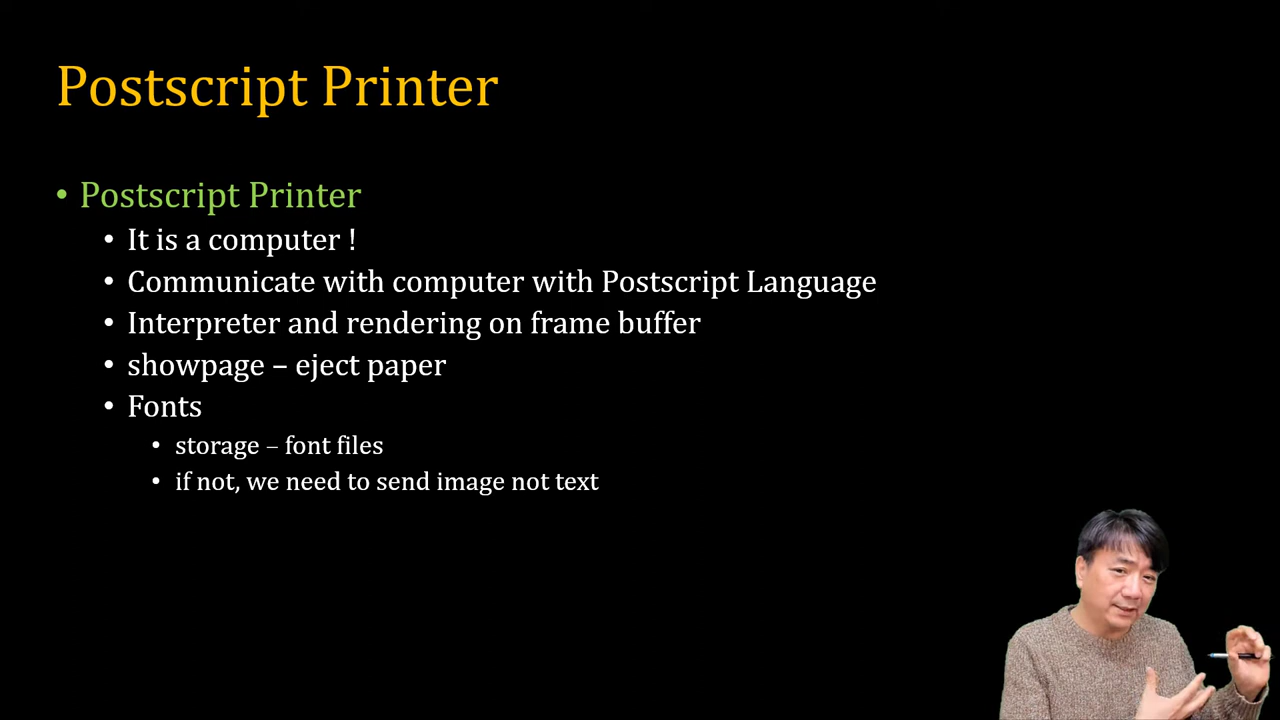 Postscript Printer
• Postscript Printer
• It is a computer !
• Communicate with computer with Postscript Language
• Interpreter and rendering on frame buffer
• showpage – eject paper
• Fonts
• storage – font files
• if not, we need to send image not text